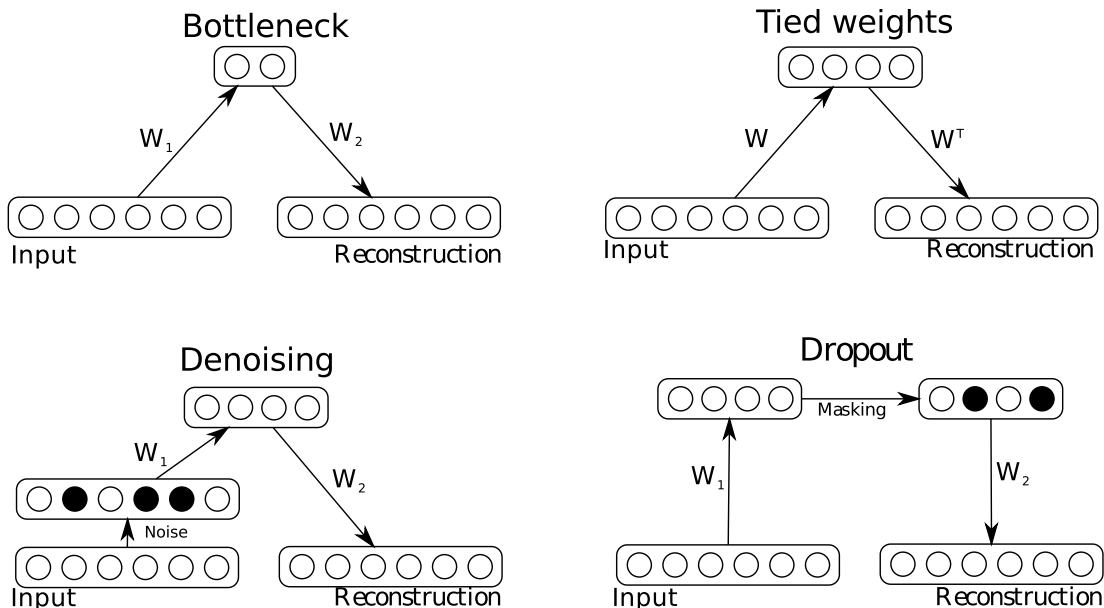 Bottleneck
W₁
W₂
Input
Reconstruction
Tied weights
W
Wᵀ
Input
Reconstruction
Denoising
W₁
W₂
Noise
Input
Reconstruction
Dropout
Masking
W₁
W₂
Input
Reconstruction